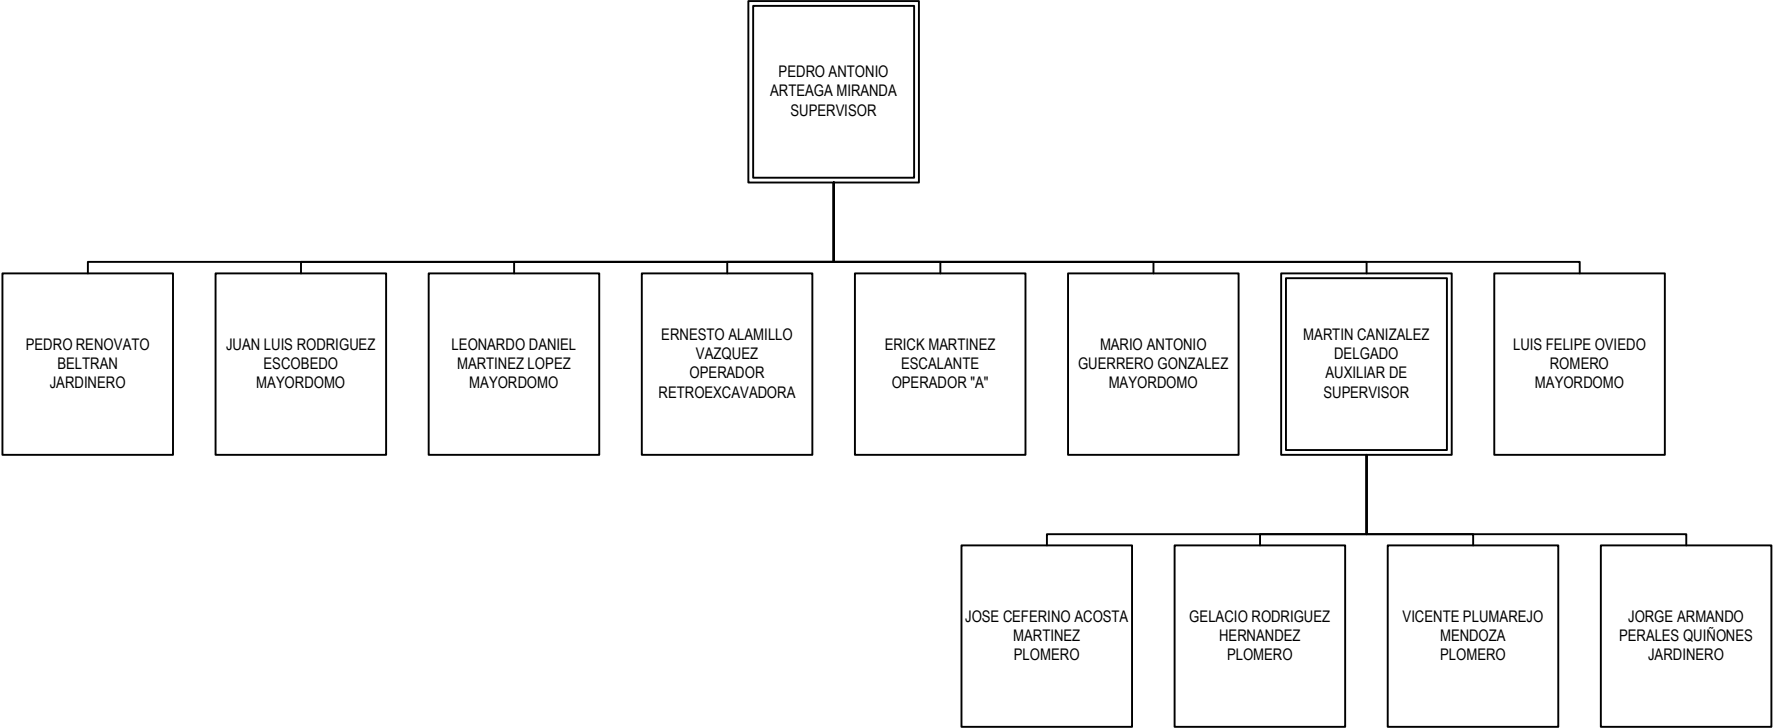 PEDRO ANTONIO
ARTEAGA MIRANDA
SUPERVISOR
PEDRO RENOVATO
BELTRAN
JARDINERO
JUAN LUIS RODRIGUEZ
ESCOBEDO
MAYORDOMO
LEONARDO DANIEL
MARTINEZ LOPEZ
MAYORDOMO
ERNESTO ALAMILLO
VAZQUEZ
OPERADOR
RETROEXCAVADORA
ERICK MARTINEZ
ESCALANTE
OPERADOR "A"
MARIO ANTONIO
GUERRERO GONZALEZ
MAYORDOMO
MARTIN CANIZALEZ
DELGADO
AUXILIAR DE
SUPERVISOR
LUIS FELIPE OVIEDO
ROMERO
MAYORDOMO
JOSE CEFERINO ACOSTA
MARTINEZ
PLOMERO
GELACIO RODRIGUEZ
HERNANDEZ
PLOMERO
VICENTE PLUMAREJO
MENDOZA
PLOMERO
JORGE ARMANDO
PERALES QUIÑONES
JARDINERO